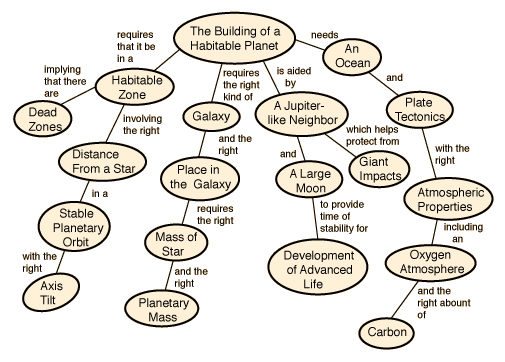 The Building of a
Habitable Planet
requires
that it be
in a
Habitable
Zone
implying
that there
are
Dead
Zones
involving
the right
Distance
From a Star
in a
Stable
Planetary
Orbit
with the
right
Axis
Tilt
requires
the right
kind of
Galaxy
and the
right
Place in
the Galaxy
requires
the right
Mass of
Star
and the
right
Planetary
Mass
is aided
by
A Jupiter-
like Neighbor
which helps
protect from
Giant
Impacts
and
A Large
Moon
to provide
time of
stability for
Development
of Advanced
Life
needs
An
Ocean
and
Plate
Tectonics
with the
right
Atmospheric
Properties
including
an
Oxygen
Atmosphere
and the
right abount
of
Carbon